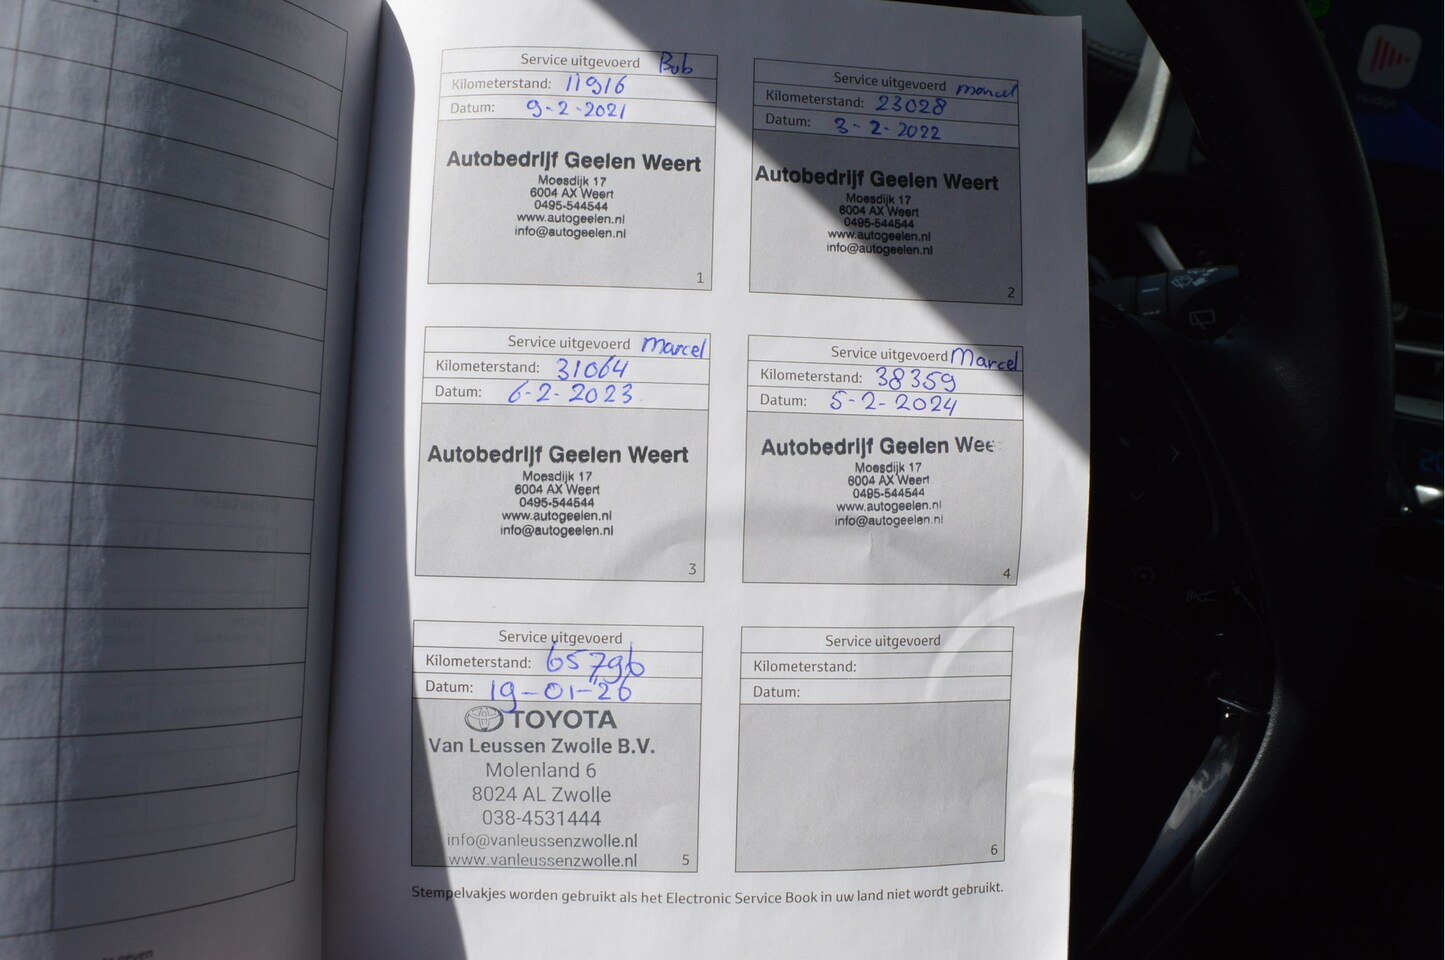 Service uitgevoerd Bob
Kilometerstand: 11916
Datum: 9-2-2021
Autobedrijf Geelen Weert
Moesdijk 17
6004 AX Weert
0495-544544
www.autogeelen.nl
info@autogeelen.nl
1
Service uitgevoerd marcel
Kilometerstand: 23028
Datum: 3-2-2022
Autobedrijf Geelen Weert
Moesdijk 17
6004 AX Weert
0495-544544
www.autogeelen.nl
info@autogeelen.nl
2
Service uitgevoerd Marcel
Kilometerstand: 31064
Datum: 6-2-2023
Autobedrijf Geelen Weert
Moesdijk 17
6004 AX Weert
0495-544544
www.autogeelen.nl
info@autogeelen.nl
3
Service uitgevoerd Marcel
Kilometerstand: 38359
Datum: 5-2-2024
Autobedrijf Geelen Wee
Moesdijk 17
6004 AX Weert
0495-544544
www.autogeelen.nl
info@autogeelen.nl
4
Service uitgevoerd
Kilometerstand: 65796
Datum: 19-01-26
TOYOTA
Van Leussen Zwolle B.V.
Molenland 6
8024 AL Zwolle
038-4531444
info@vanleussenzwolle.nl
www.vanleussenzwolle.nl
5
Service uitgevoerd
Kilometerstand:
Datum:
6
Stempelvakjes worden gebruikt als het Electronic Service Book in uw land niet wordt gebruikt.